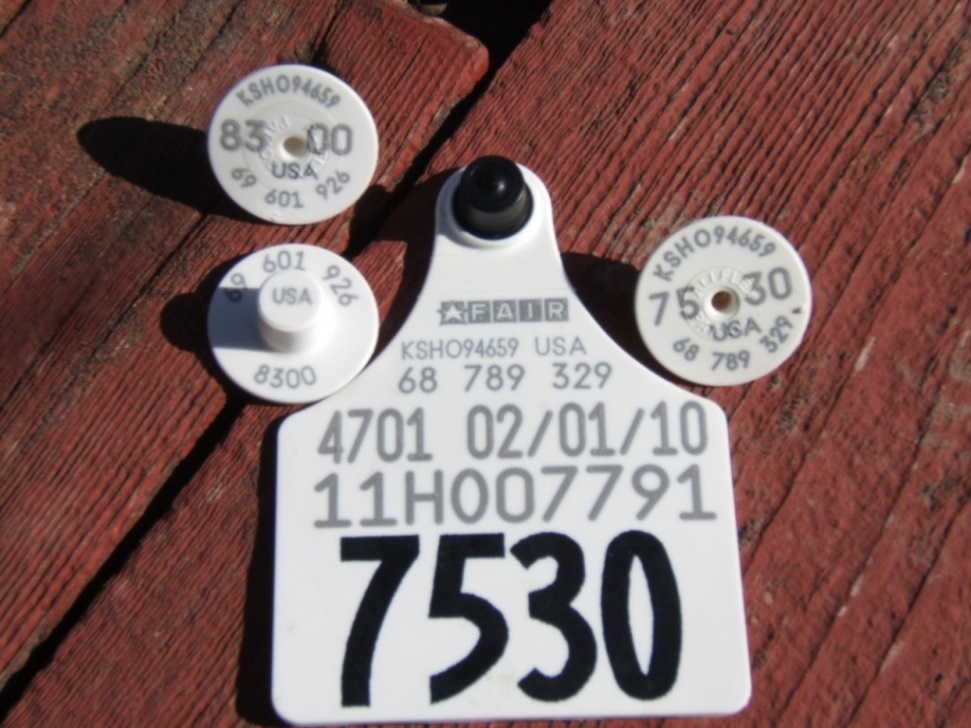 KSHO94659
83 00
USA
69 601 926
69 601 926
USA
8300
FAIR
KSHO94659 USA
68 789 329
4701 02/01/10
11HO07791
7530
KSHO94659
75 30
USA
68 789 329